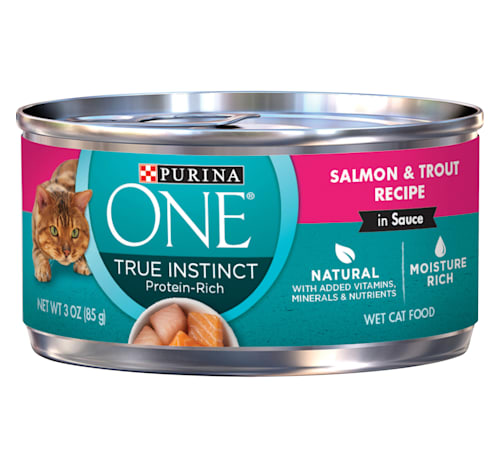 PURINA
ONE®
TRUE INSTINCT
Protein-Rich
NET WT 3 OZ (85 g)
SALMON & TROUT
RECIPE
in Sauce
NATURAL
WITH ADDED VITAMINS,
MINERALS & NUTRIENTS
MOISTURE
RICH
WET CAT FOOD